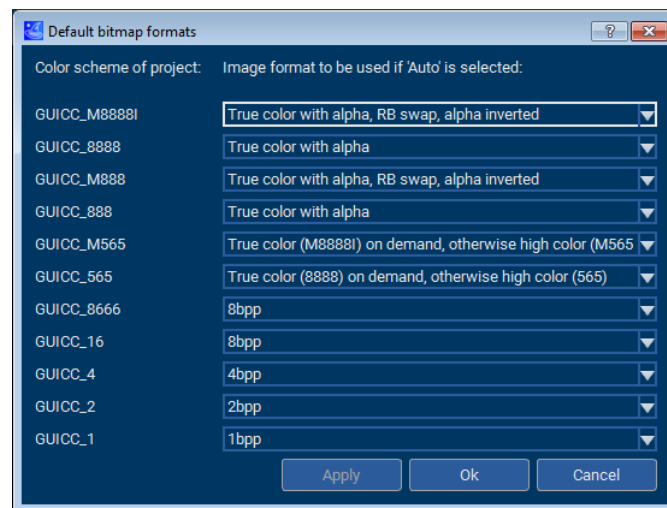 Default bitmap formats
Color scheme of project: Image format to be used if 'Auto' is selected:
GUICC_M8888I True color with alpha, RB swap, alpha inverted
GUICC_8888 True color with alpha
GUICC_M888 True color with alpha, RB swap, alpha inverted
GUICC_888 True color with alpha
GUICC_M565 True color (M8888I) on demand, otherwise high color (M565
GUICC_565 True color (8888) on demand, otherwise high color (565)
GUICC_8666 8bpp
GUICC_16 8bpp
GUICC_4 4bpp
GUICC_2 2bpp
GUICC_1 1bpp
Apply Ok Cancel